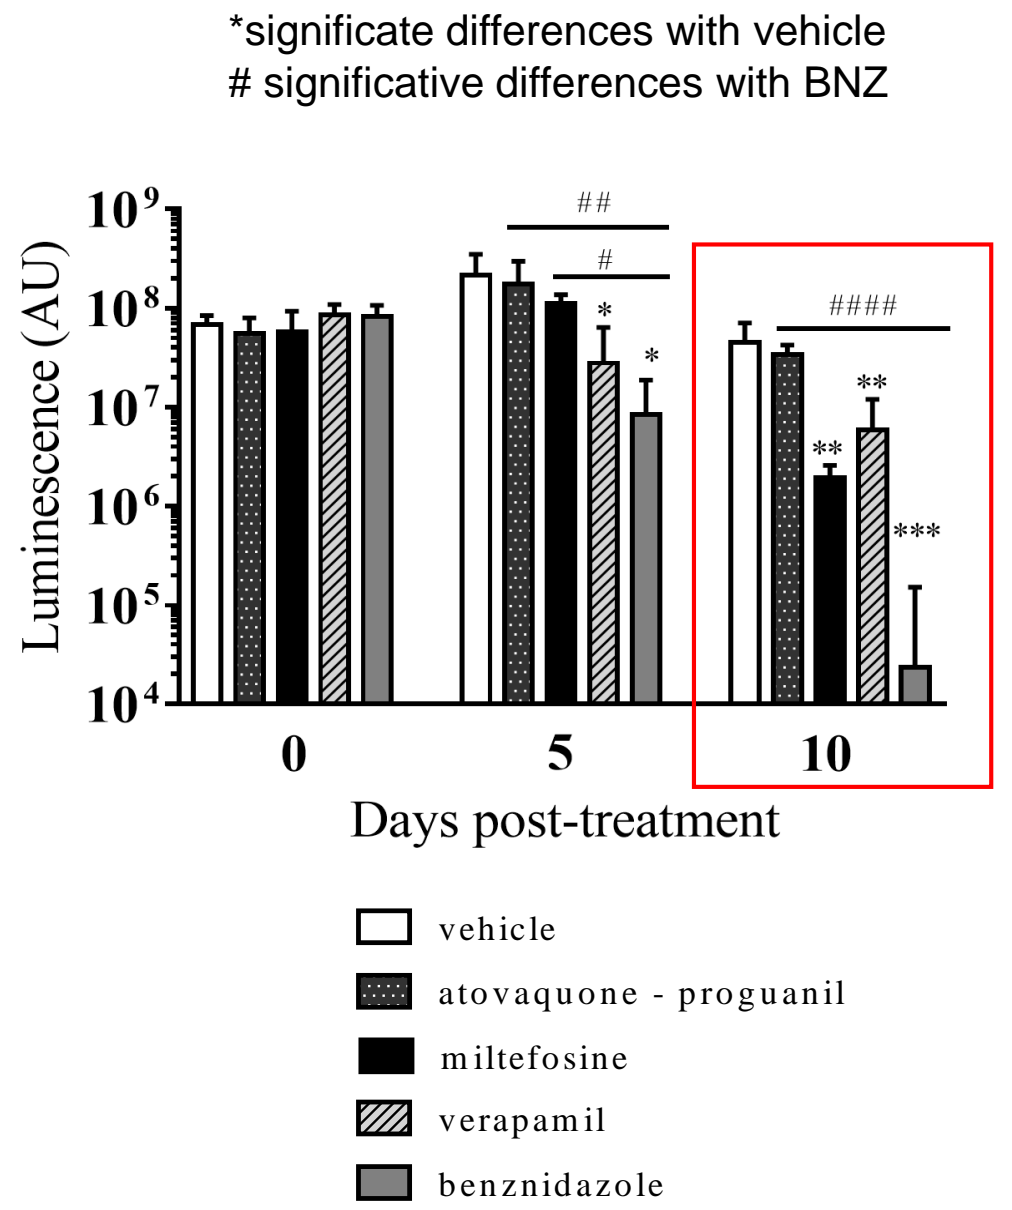 *significate differences with vehicle
# significative differences with BNZ
10⁹
10⁸
10⁷
10⁶
10⁵
10⁴
Luminescence (AU)
##
#
*
*
####
**
**
***
0 5 10
Days post-treatment
vehicle
atovaquone - proguanil
miltefosine
verapamil
benznidazole